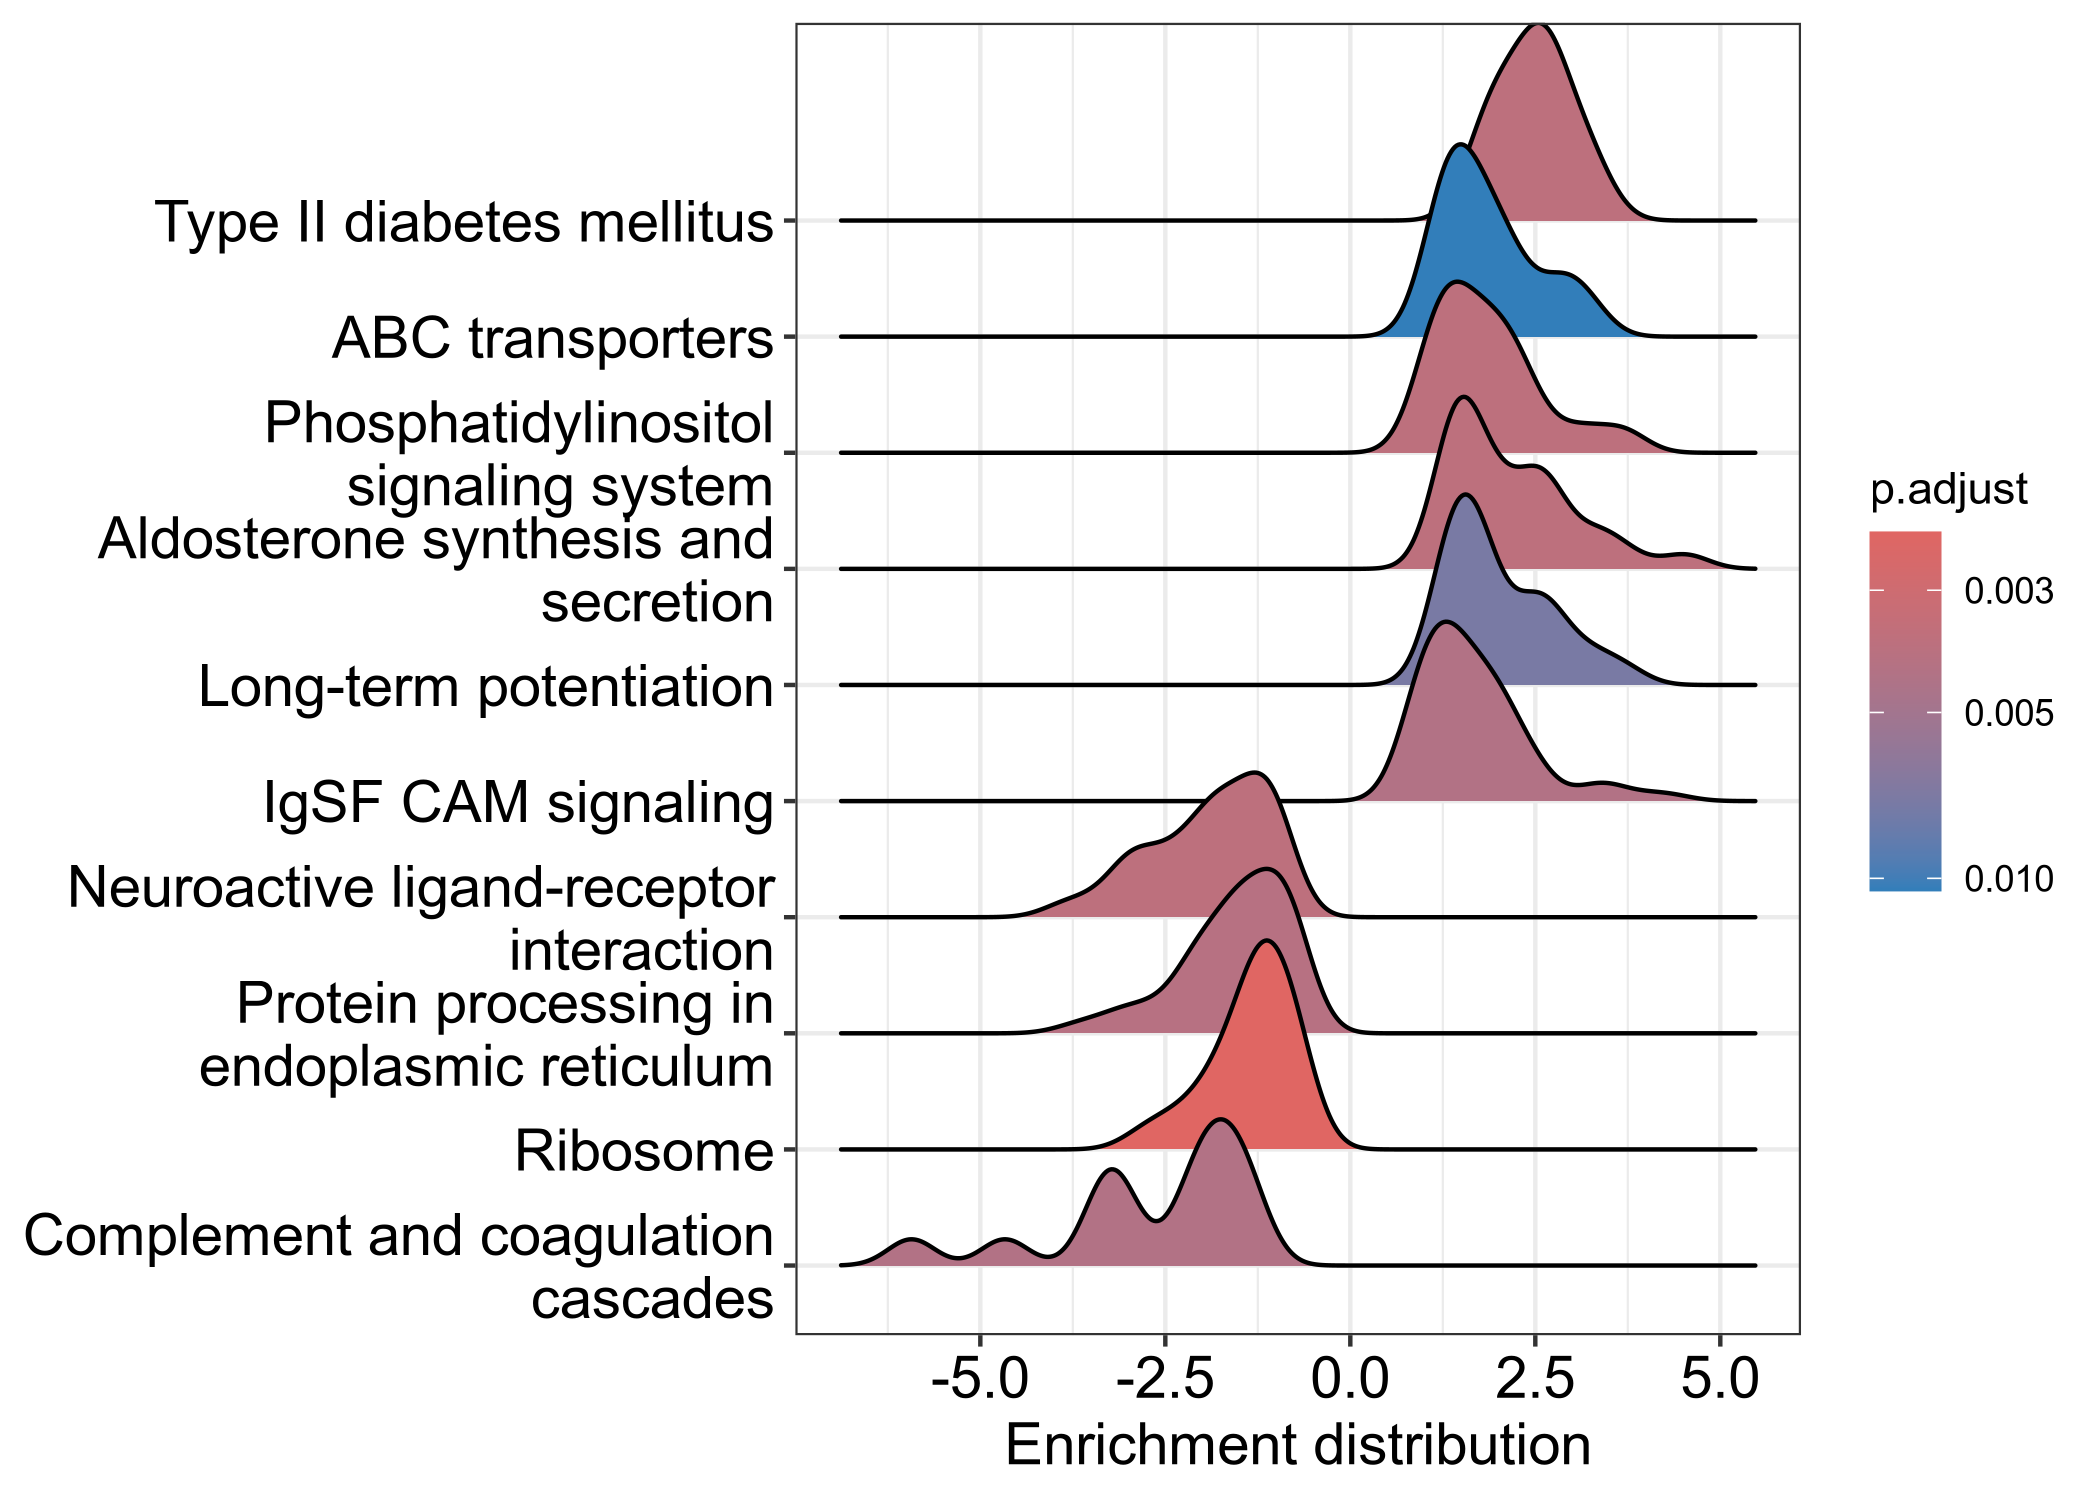 Type II diabetes mellitus
ABC transporters
Phosphatidylinositol
signaling system
Aldosterone synthesis and
secretion
Long-term potentiation
IgSF CAM signaling
Neuroactive ligand-receptor
interaction
Protein processing in
endoplasmic reticulum
Ribosome
Complement and coagulation
cascades
-5.0 -2.5 0.0 2.5 5.0
Enrichment distribution
p.adjust
0.003
0.005
0.010